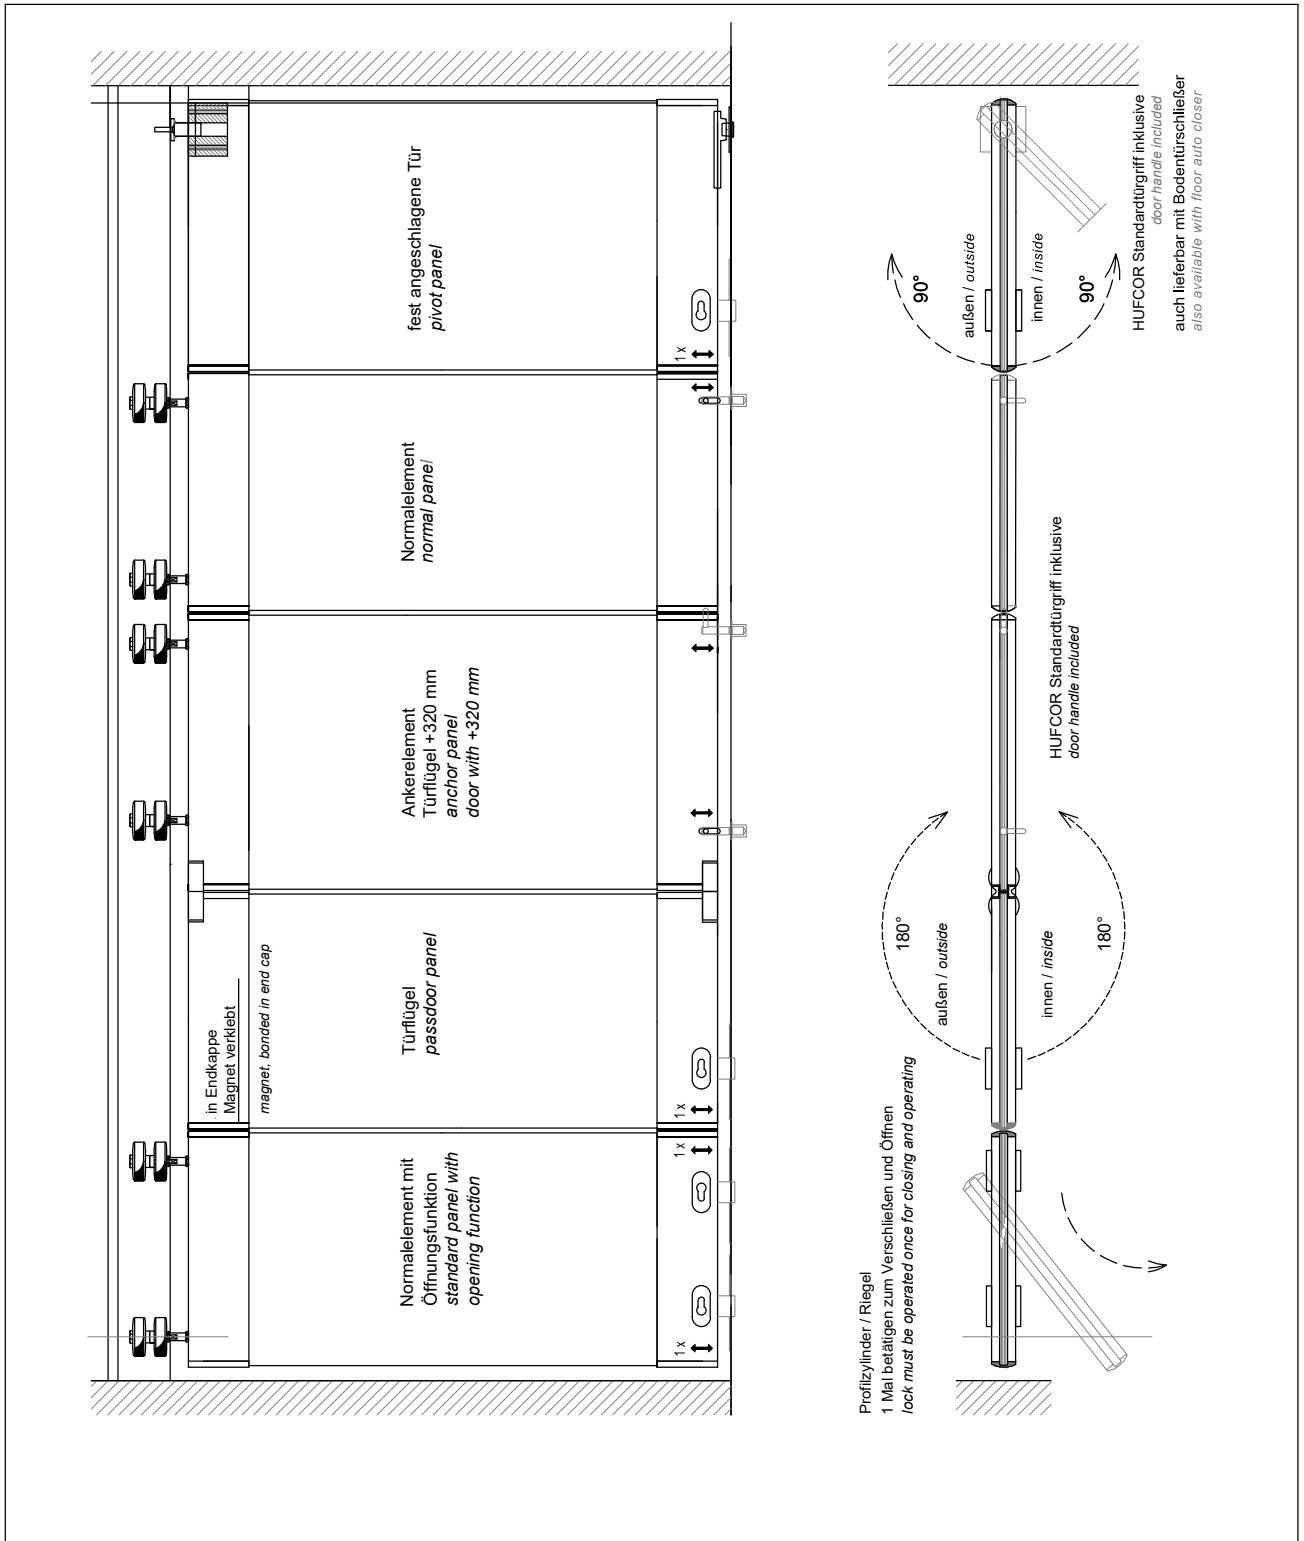 Normalelement mit
Öffnungsfunktion
standard panel with
opening function
Türflügel
passdoor panel
Ankerelement
Türflügel +320 mm
anchor panel
door with +320 mm
Normalelement
normal panel
fest angeschlagene Tür
pivot panel
in Endkappe
Magnet verklebt
magnet, bonded in end cap
1 x
1 x
1 x
1 x
Profilzylinder / Riegel
1 Mal betätigen zum Verschließen und Öffnen
lock must be operated once for closing and operating
180°
außen / outside
innen / inside
180°
HUFCOR Standardtürgriff inklusive
door handle included
90°
außen / outside
innen / inside
90°
HUFCOR Standardtürgriff inklusive
door handle included
auch lieferbar mit Bodentürschließer
also available with floor auto closer